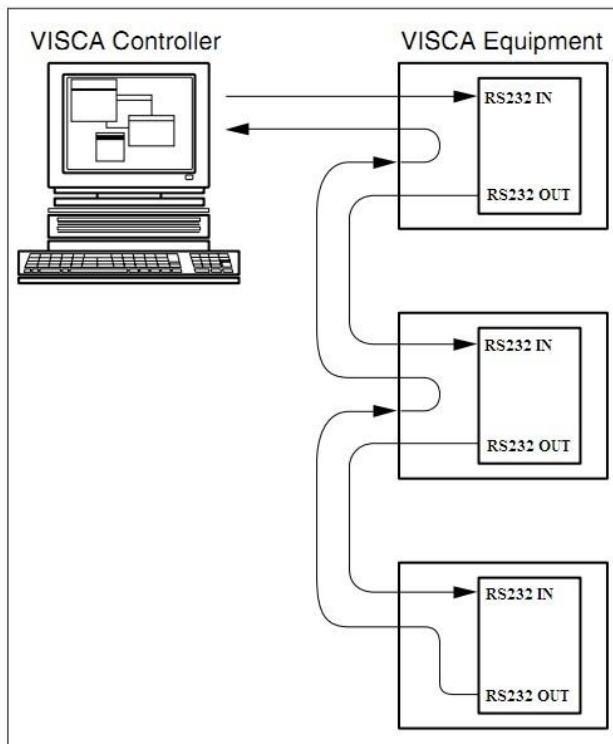 VISCA Controller
VISCA Equipment
RS232 IN
RS232 OUT
RS232 IN
RS232 OUT
RS232 IN
RS232 OUT